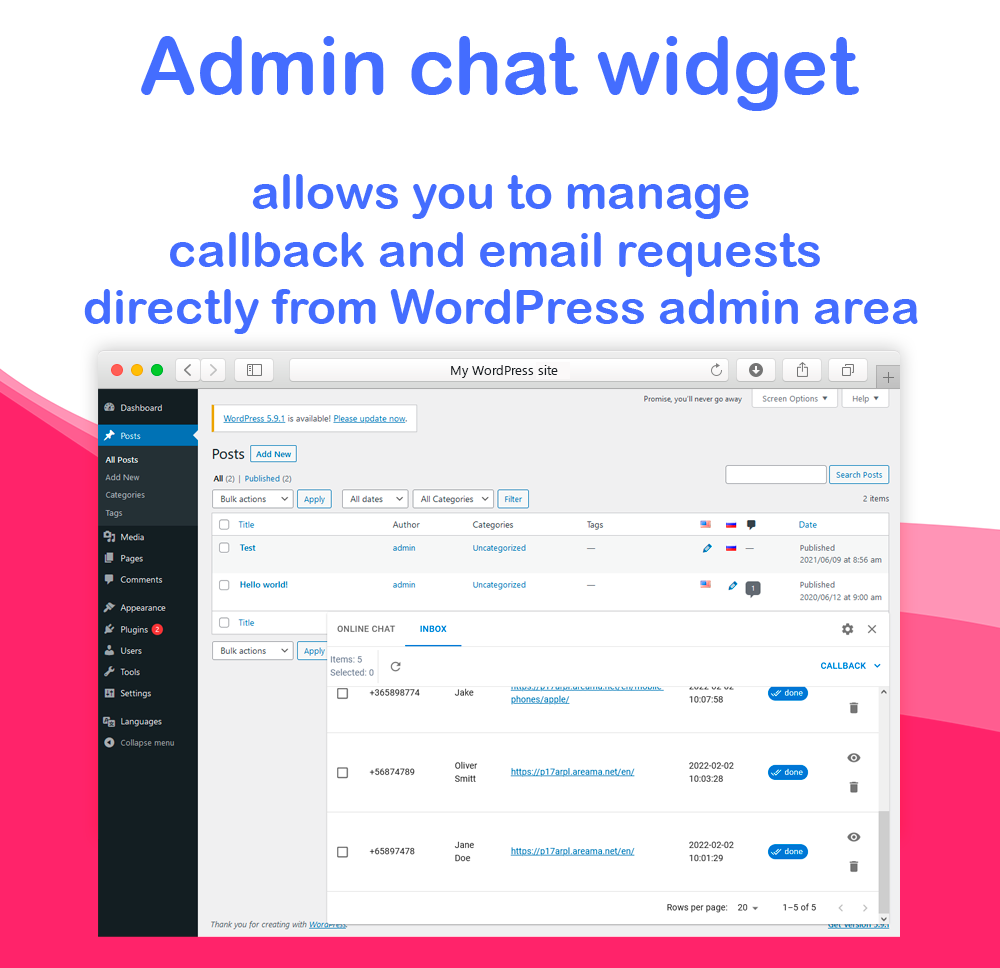 Admin chat widget
allows you to manage
callback and email requests
directly from WordPress admin area
My WordPress site
Promise, you'll never go away
Screen Options
Help
Dashboard
Posts
All Posts
Add New
Categories
Tags
Media
Pages
Comments
Appearance
Plugins 2
Users
Tools
Settings
Languages
Collapse menu
WordPress 5.9.1 is available! Please update now.
Posts Add New
All (2) | Published (2)
Search Posts
Bulk actions Apply All dates All Categories Filter
2 items
Title Author Categories Tags Date
Test admin Uncategorized — — Published
2021/06/09 at 8:56 am
Hello world! admin Uncategorized — 1 Published
2020/06/12 at 9:00 am
Title
Bulk actions Apply
ONLINE CHAT INBOX
Items: 5
Selected: 0
CALLBACK
+365898774 Jake https://p17arpl.areama.net/en/mobile- 2022-02-02 done
phones/apple/ 10:07:58
+56874789 Oliver Smitt https://p17arpl.areama.net/en/ 2022-02-02 10:03:28 done
+65897478 Jane Doe https://p17arpl.areama.net/en/ 2022-02-02 10:01:29 done
Rows per page: 20 1–5 of 5
Thank you for creating with WordPress.
Get Version 5.9.1